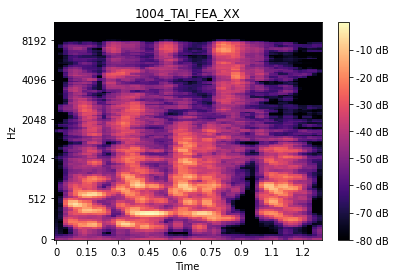 1004_TAI_FEA_XX
8192
4096
2048
1024
512
0
Hz
0 0.15 0.3 0.45 0.6 0.75 0.9 1.1 1.2
Time
-10 dB
-20 dB
-30 dB
-40 dB
-50 dB
-60 dB
-70 dB
-80 dB